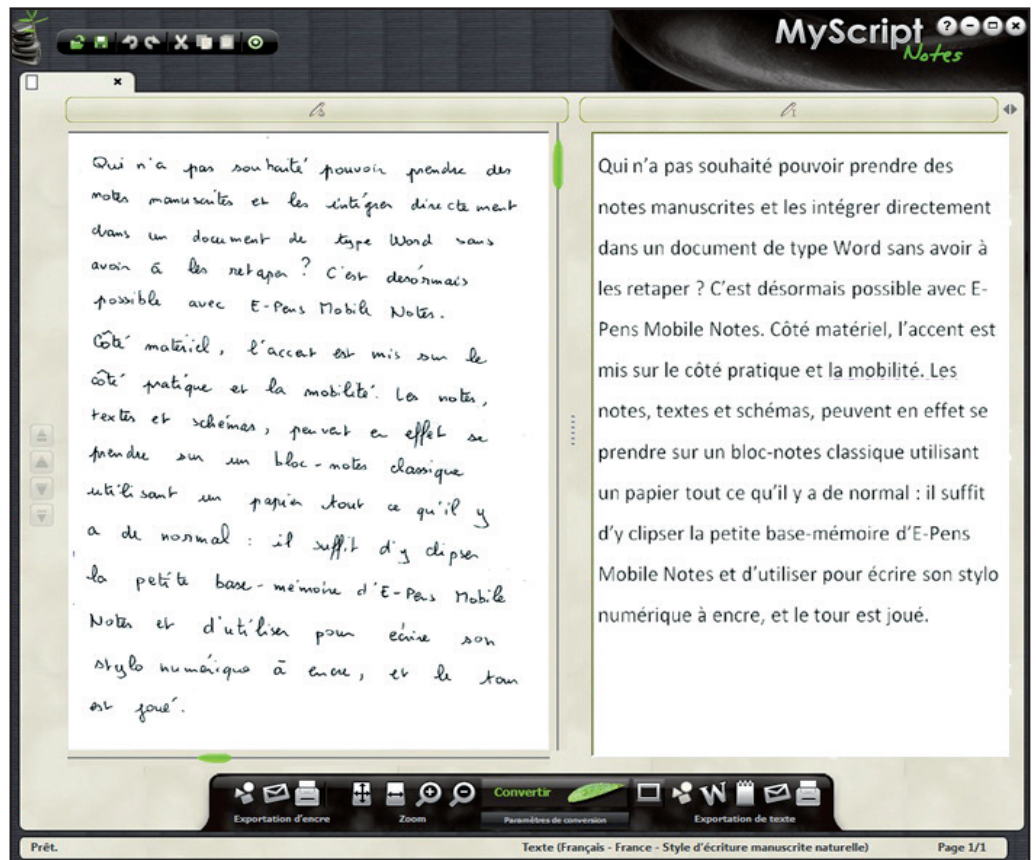 MyScript
Notes
Qui n'a pas souhaité pouvoir prendre des
notes manuscrites et les intégrer directement
dans un document de type Word sans
avoir à les retaper ? C'est désormais
possible avec E-Pens Mobile Notes.
Côté matériel, l'accent est mis sur le
côté pratique et la mobilité. Les notes,
textes et schémas, peuvent en effet se
prendre sur un bloc-notes classique
utilisant un papier tout ce qu'il y
a de normal : il suffit d'y clipser
la petite base-mémoire d'E-Pens Mobile
Notes et d'utiliser pour écrire son
stylo numérique à encre, et le tour
est joué.
Qui n'a pas souhaité pouvoir prendre des
notes manuscrites et les intégrer directement
dans un document de type Word sans avoir à
les retaper ? C'est désormais possible avec E-
Pens Mobile Notes. Côté matériel, l'accent est
mis sur le côté pratique et la mobilité. Les
notes, textes et schémas, peuvent en effet se
prendre sur un bloc-notes classique utilisant
un papier tout ce qu'il y a de normal : il suffit
d'y clipser la petite base-mémoire d'E-Pens
Mobile Notes et d'utiliser pour écrire son stylo
numérique à encre, et le tour est joué.
Convertir
Exportation d'encre
Zoom
Paramètres de conversion
Exportation de texte
Prêt.
Texte (Français - France - Style d'écriture manuscrite naturelle)
Page 1/1